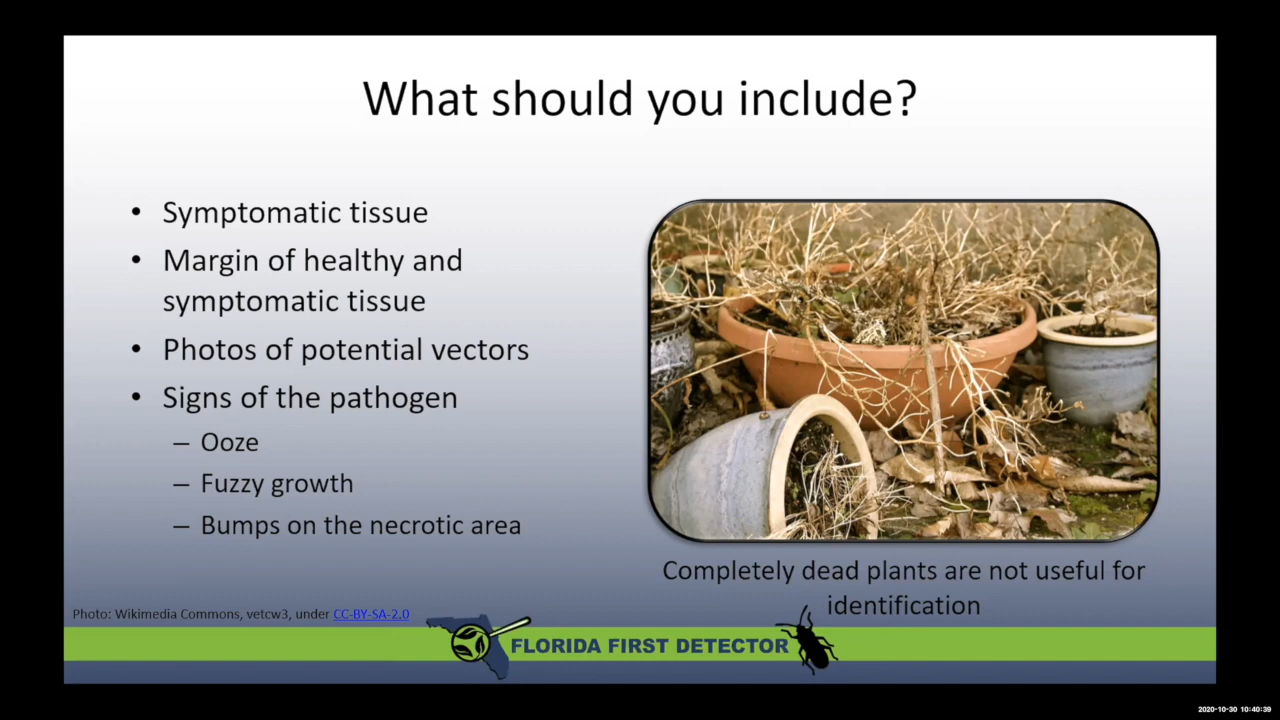 What should you include?
• Symptomatic tissue
• Margin of healthy and
symptomatic tissue
• Photos of potential vectors
• Signs of the pathogen
– Ooze
– Fuzzy growth
– Bumps on the necrotic area
Completely dead plants are not useful for
identification
Photo: Wikimedia Commons, vetcw3, under CC-BY-SA-2.0
FLORIDA FIRST DETECTOR
2020-10-30 10:40:39